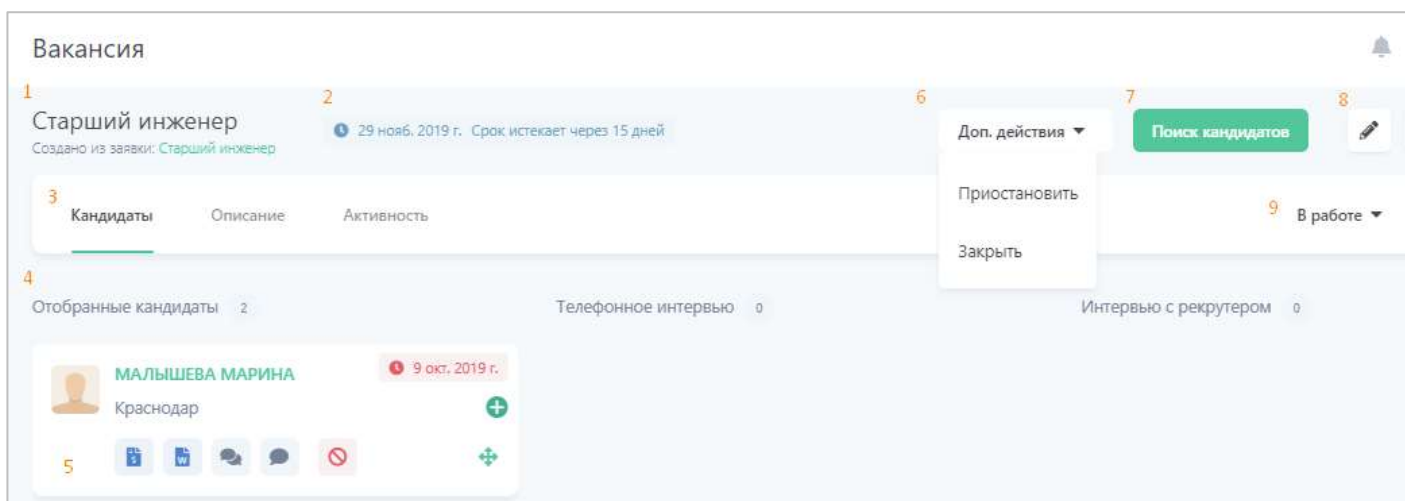 Вакансия
1 2 6 7 8
Старший инженер 29 нояб. 2019 г. Срок истекает через 15 дней Доп. действия Поиск кандидатов
Создано из заявки: Старший инженер
Приостановить
3 Кандидаты Описание Активность 9 В работе
Закрыть
4
Отобранные кандидаты 2 Телефонное интервью 0 Интервью с рекрутером 0
МАЛЫШЕВА МАРИНА 9 окт. 2019 г.
Краснодар
5 S W